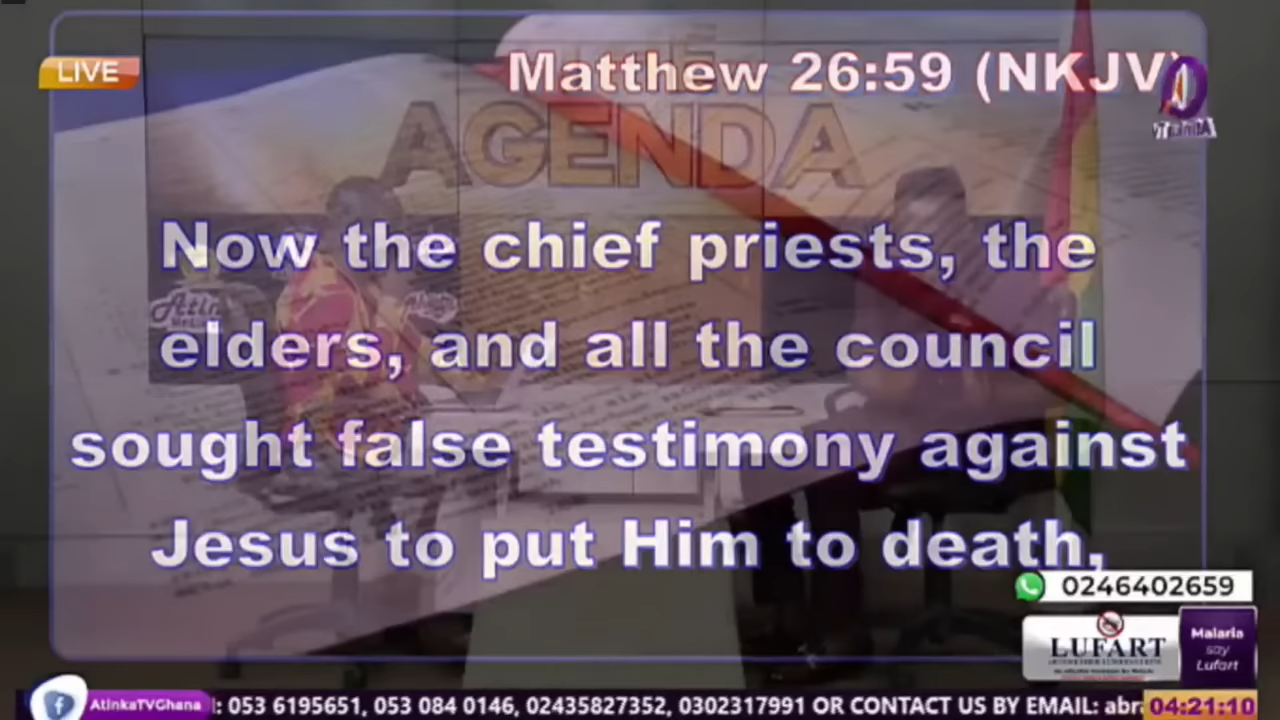 LIVE
Matthew 26:59 (NKJV)
AGENDA
Now the chief priests, the
elders, and all the council
sought false testimony against
Jesus to put Him to death,
0246402659
LUFART
Malaria
say
Lufart
AtinkaTVGhana
: 053 6195651, 053 084 0146, 02435827352, 0302317991 OR CONTACT US BY EMAIL: abr
04:21:10